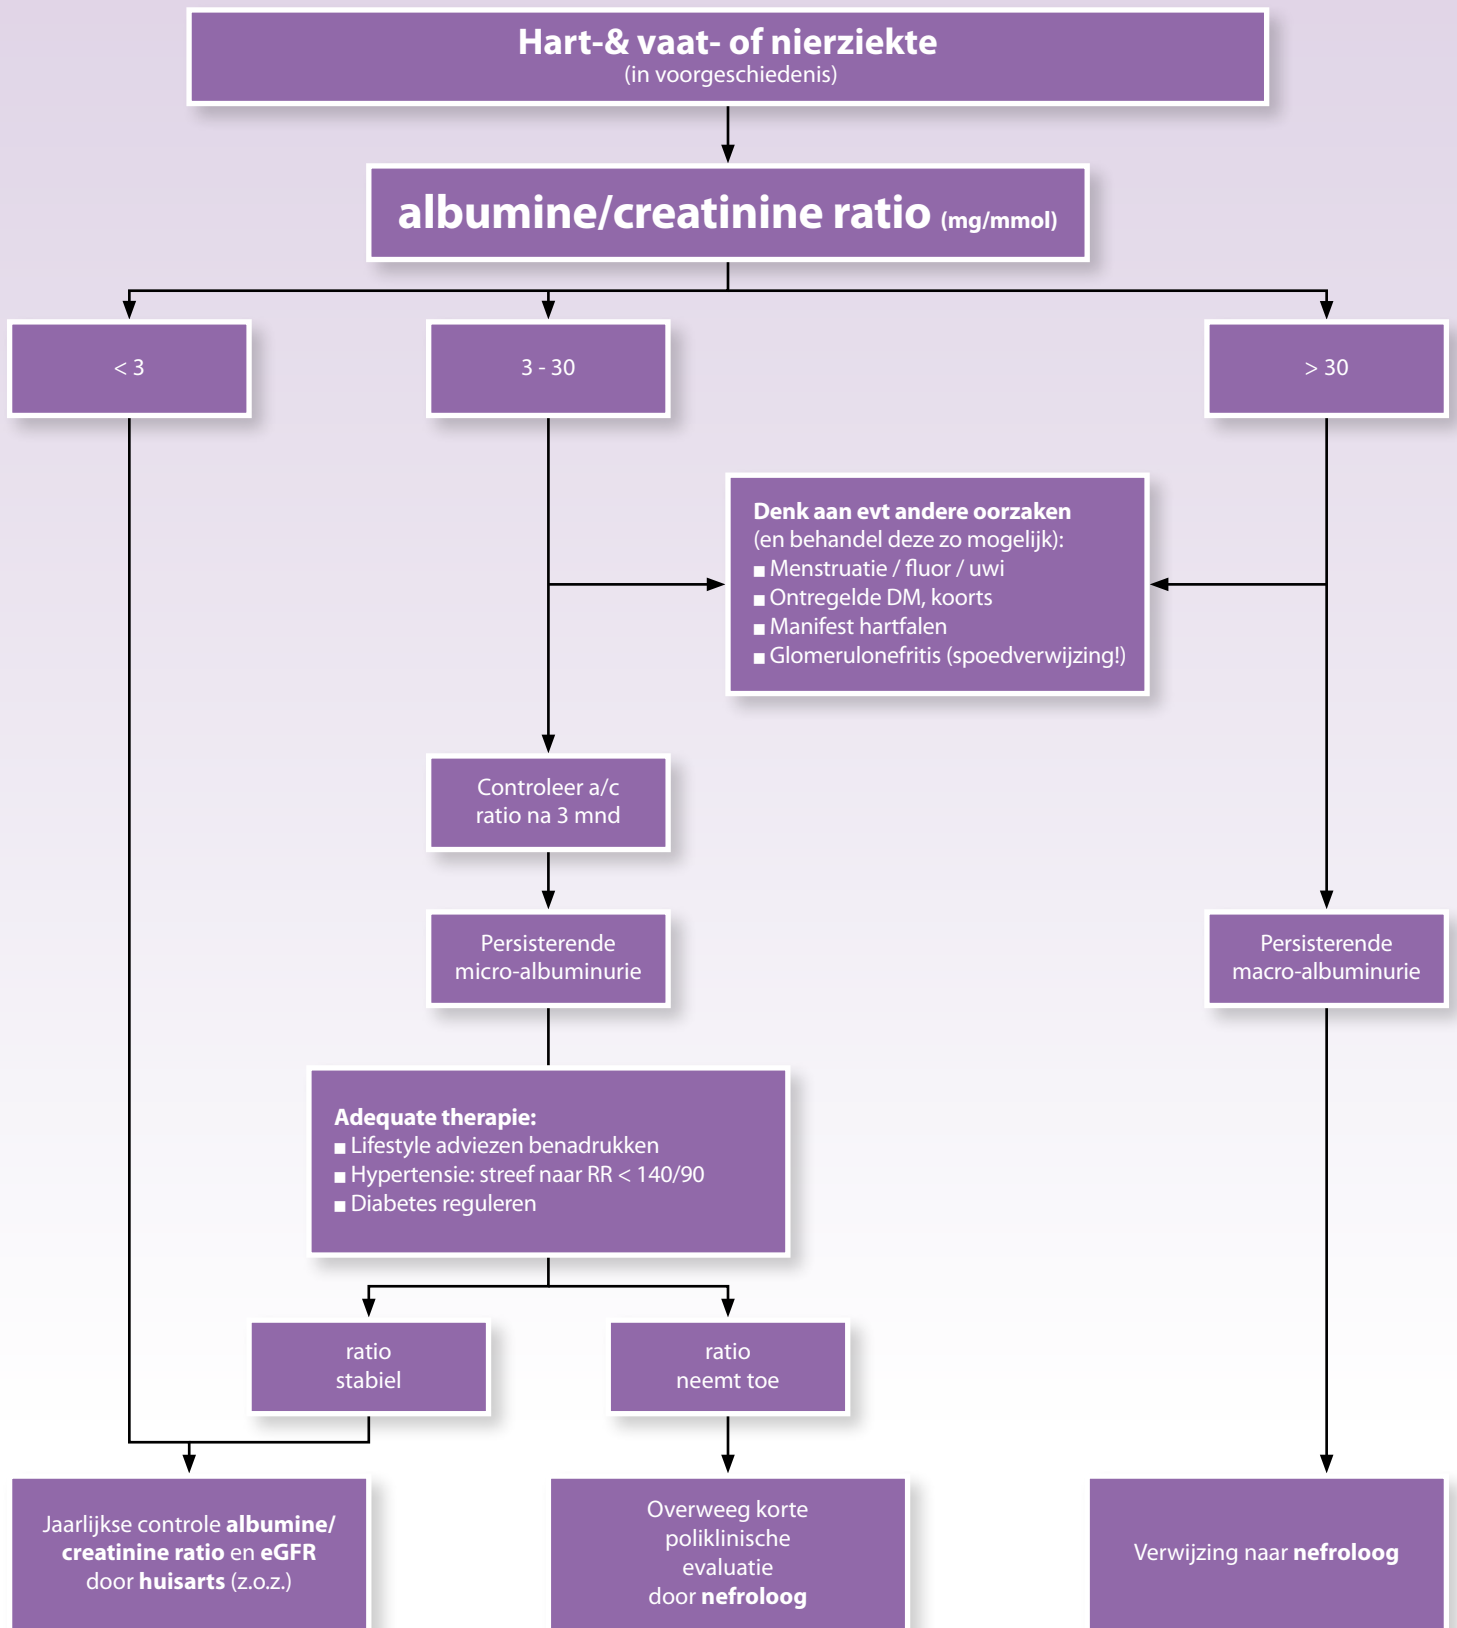 Hart-& vaat- of nierziekte
(in voorgeschiedenis)
albumine/creatinine ratio (mg/mmol)
< 3
3 - 30
> 30
Denk aan evt andere oorzaken
(en behandel deze zo mogelijk):
■ Menstruatie / fluor / uwi
■ Ontregelde DM, koorts
■ Manifest hartfalen
■ Glomerulonefritis (spoedverwijzing!)
Controleer a/c
ratio na 3 mnd
Persisterende
micro-albuminurie
Persisterende
macro-albuminurie
Adequate therapie:
■ Lifestyle adviezen benadrukken
■ Hypertensie: streef naar RR < 140/90
■ Diabetes reguleren
ratio
stabiel
ratio
neemt toe
Jaarlijkse controle albumine/
creatinine ratio en eGFR
door huisarts (z.o.z.)
Overweeg korte
poliklinische
evaluatie
door nefroloog
Verwijzing naar nefroloog